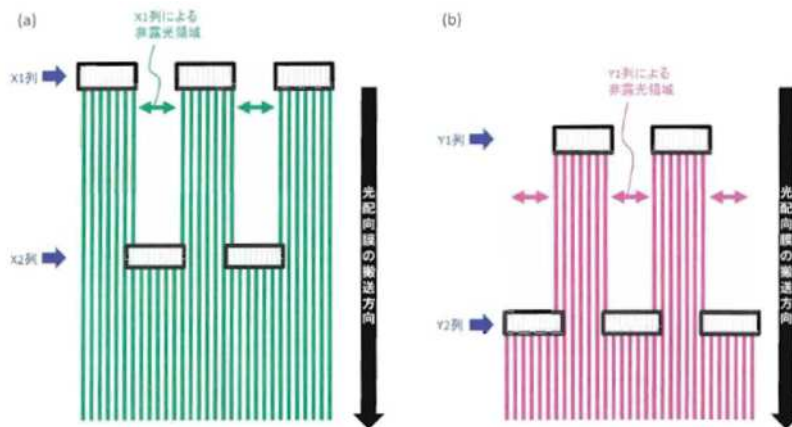 (a)
X1列による
非露光領域
X1列
X2列
光配向膜の搬送方向
(b)
Y1列による
非露光領域
Y1列
Y2列
光配向膜の搬送方向